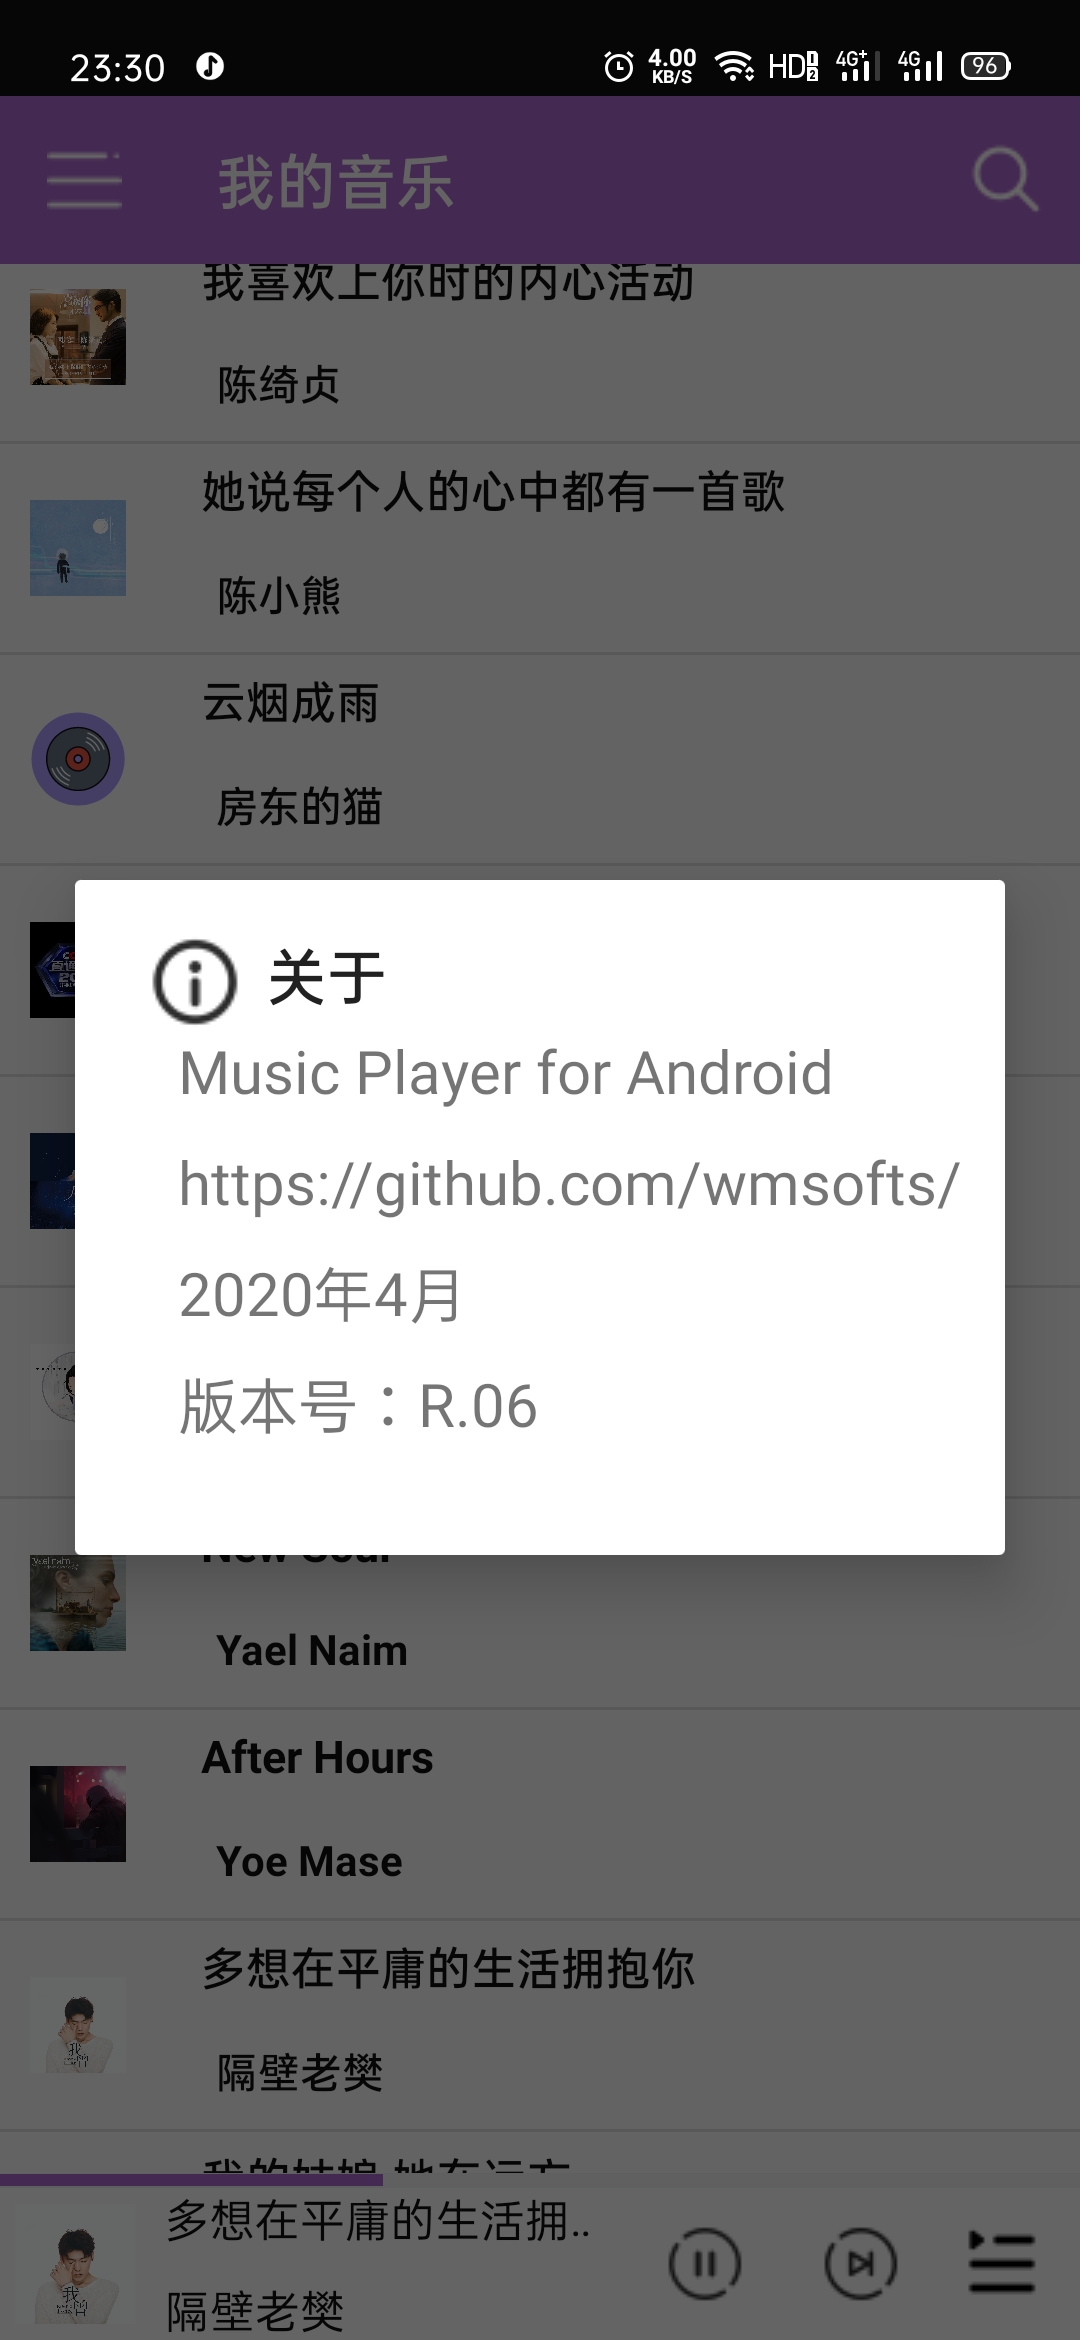 23:30
4.00
KB/S
HD
1
2
4G+
4G
96
我的音乐
我喜欢上你时的内心活动
陈绮贞
她说每个人的心中都有一首歌
陈小熊
云烟成雨
房东的猫
关于
Music Player for Android
https://github.com/wmsofts/
2020年4月
版本号：R.06
New Soul
Yael Naim
After Hours
Yoe Mase
多想在平庸的生活拥抱你
隔壁老樊
多想在平庸的生活拥..
隔壁老樊